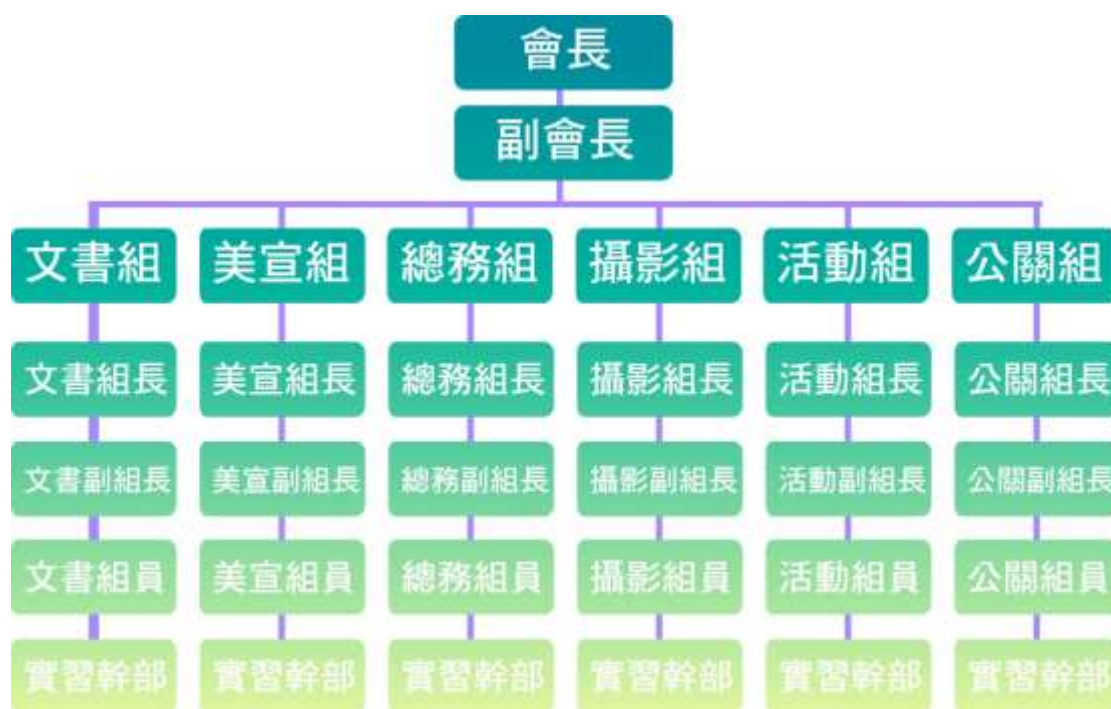 會長
副會長
文書組 美宣組 總務組 攝影組 活動組 公關組
文書組長 美宣組長 總務組長 攝影組長 活動組長 公關組長
文書副組長 美宣副組長 總務副組長 攝影副組長 活動副組長 公關副組長
文書組員 美宣組員 總務組員 攝影組員 活動組員 公關組員
實習幹部 實習幹部 實習幹部 實習幹部 實習幹部 實習幹部